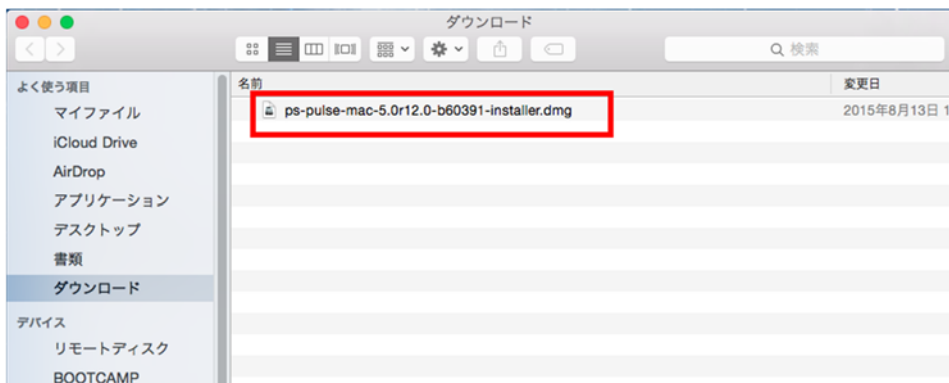 ダウンロード
検索
よく使う項目
マイファイル
iCloud Drive
AirDrop
アプリケーション
デスクトップ
書類
ダウンロード
デバイス
リモートディスク
BOOTCAMP
名前
変更日
ps-pulse-mac-5.0r12.0-b60391-installer.dmg
2015年8月13日 1